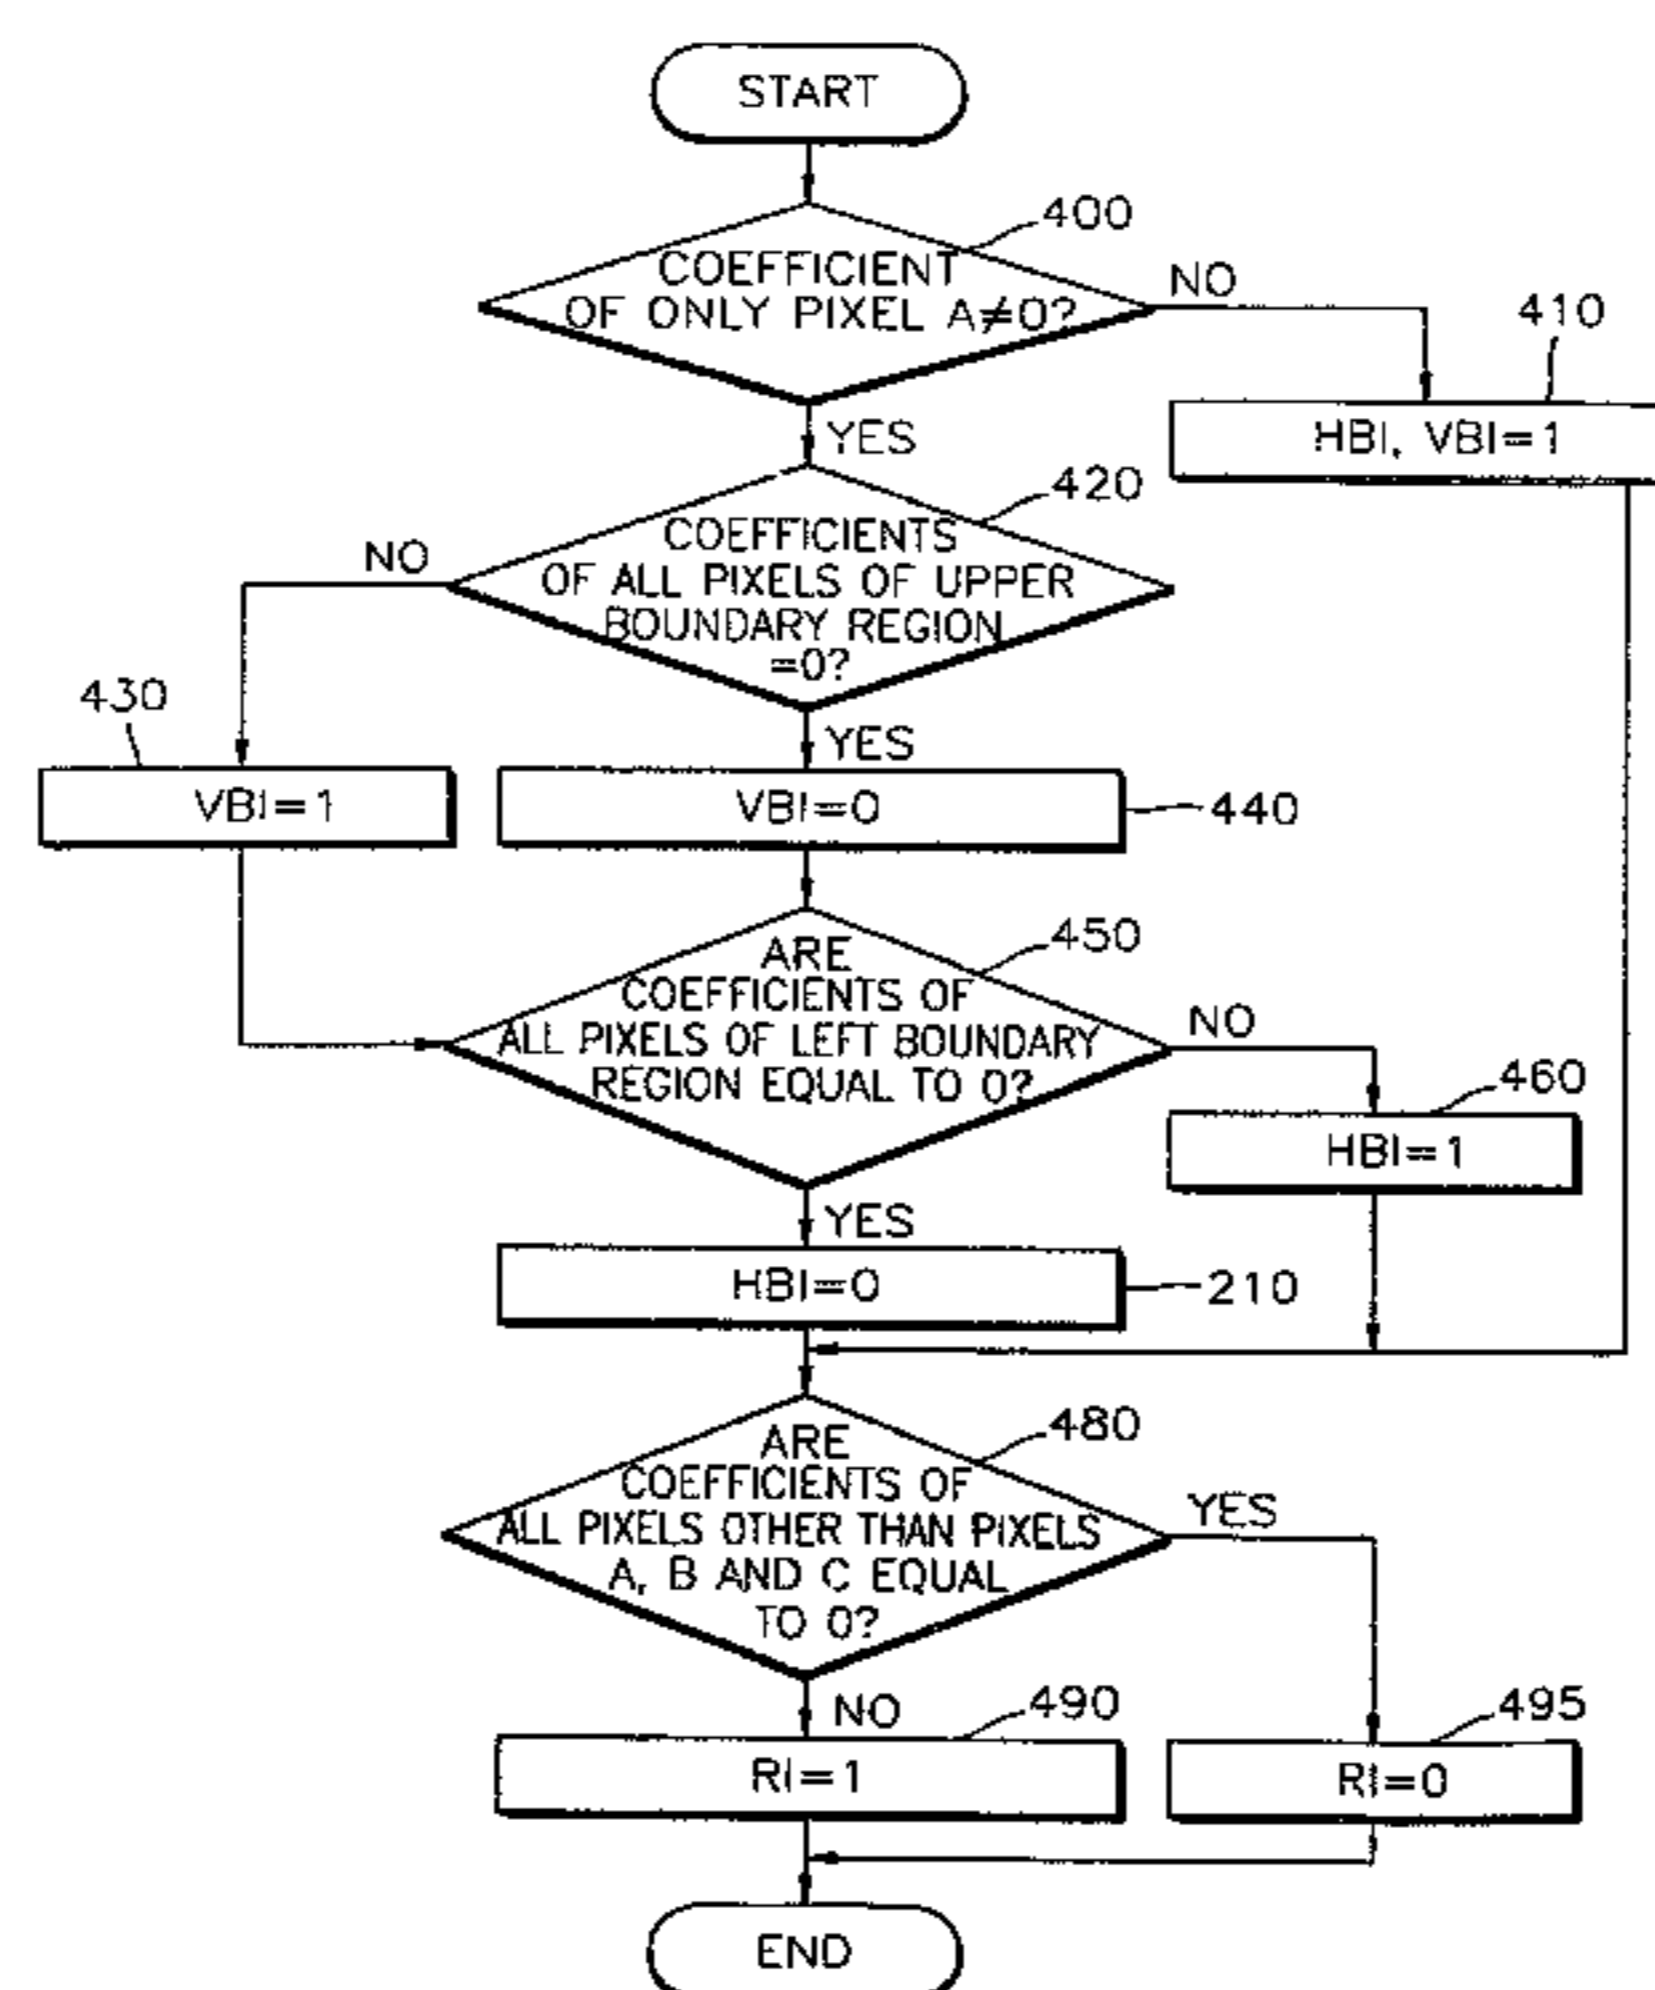 START
400
COEFFICIENT
OF ONLY PIXEL A≠0?
NO
410
HBI, VBI=1
YES
420
COEFFICIENTS
OF ALL PIXELS OF UPPER
BOUNDARY REGION
=0?
NO
430
VBI=1
YES
VBI=0
440
450
ARE
COEFFICIENTS OF
ALL PIXELS OF LEFT BOUNDARY
REGION EQUAL TO 0?
NO
460
HBI=1
YES
HBI=0
210
480
ARE
COEFFICIENTS OF
ALL PIXELS OTHER THAN PIXELS
A, B AND C EQUAL
TO 0?
YES
NO
490
RI=1
495
RI=0
END